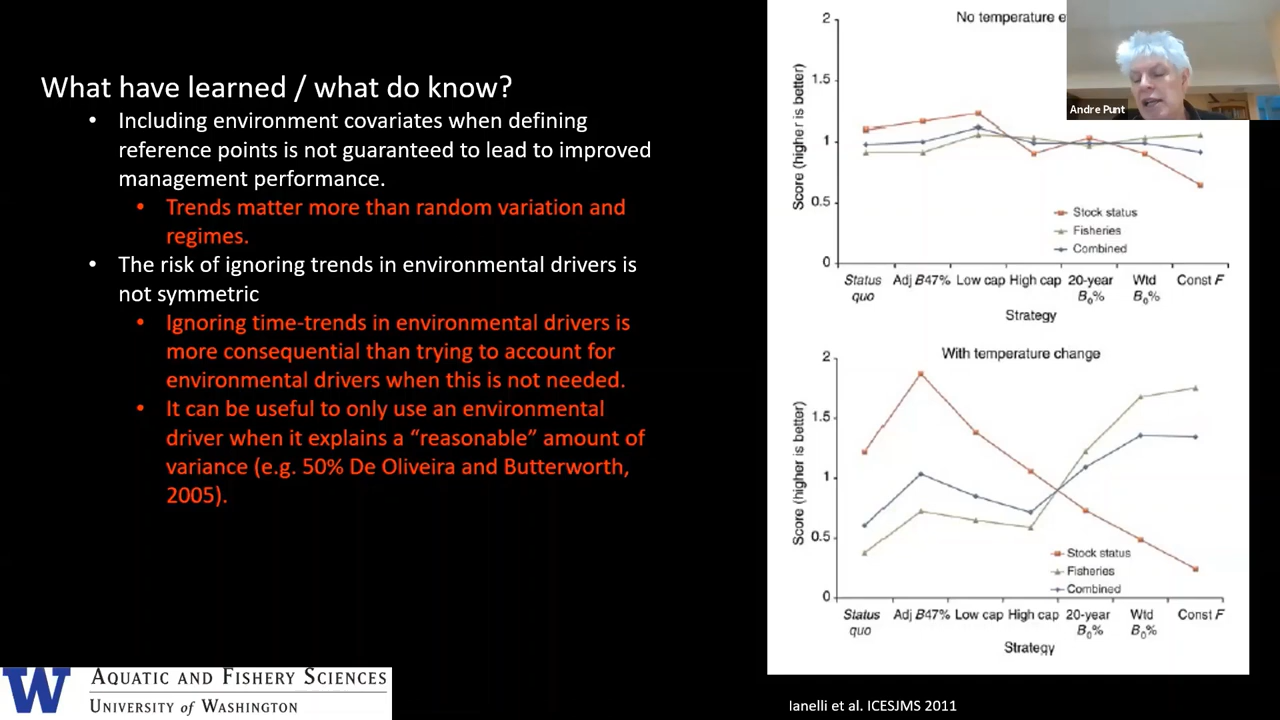 What have learned / what do know?
• Including environment covariates when defining
reference points is not guaranteed to lead to improved
management performance.
• Trends matter more than random variation and
regimes.
• The risk of ignoring trends in environmental drivers is
not symmetric
• Ignoring time-trends in environmental drivers is
more consequential than trying to account for
environmental drivers when this is not needed.
• It can be useful to only use an environmental
driver when it explains a “reasonable” amount of
variance (e.g. 50% De Oliveira and Butterworth,
2005).
W AQUATIC AND FISHERY SCIENCES
UNIVERSITY of WASHINGTON
No temperature
Andre Punt
Score (higher is better)
2
1.5
1
0.5
0
Stock status
Fisheries
Combined
Status quo
Adj B47%
Low cap
High cap
20-year B₀%
Wtd B₀%
Const F
Strategy
With temperature change
Score (higher is better)
2
1.5
1
0.5
0
Stock status
Fisheries
Combined
Status quo
Adj B47%
Low cap
High cap
20-year B₀%
Wtd B₀%
Const F
Strategy
Ianelli et al. ICESJMS 2011